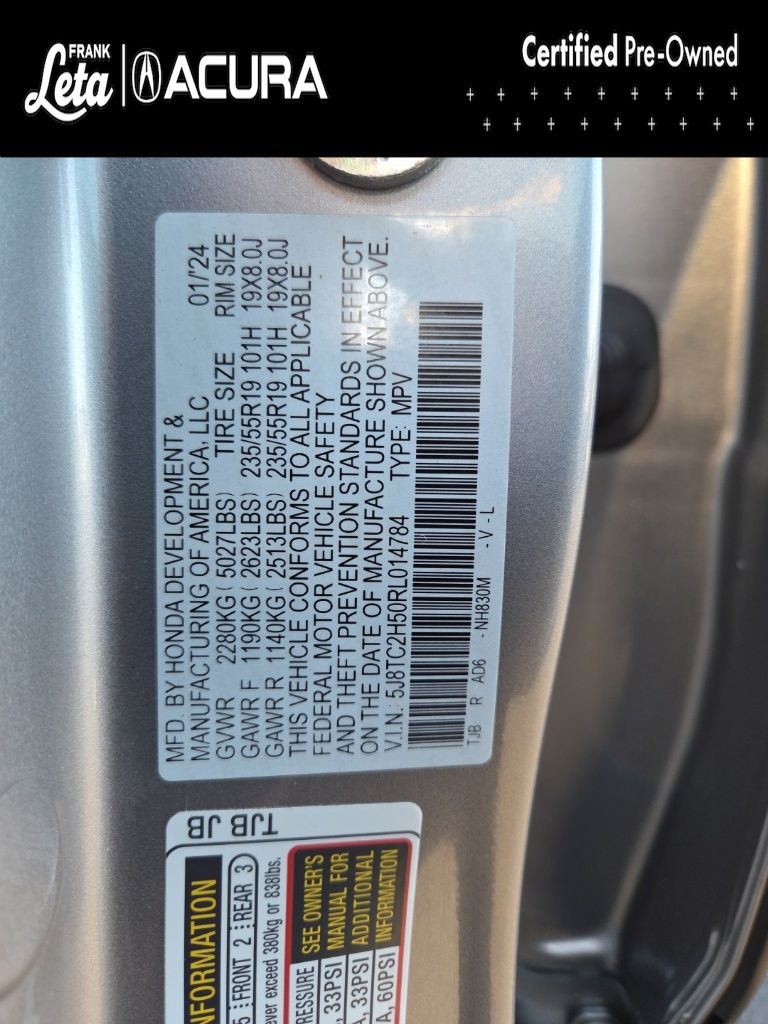 FRANK
Leta
ACURA
Certified Pre-Owned
MFD. BY HONDA DEVELOPMENT &
MANUFACTURING OF AMERICA, LLC 01/'24
GVWR 2280KG ( 5027LBS) TIRE SIZE RIM SIZE
GAWR F 1190KG ( 2623LBS) 235/55R19 101H 19X8.0J
GAWR R 1140KG ( 2513LBS) 235/55R19 101H 19X8.0J
THIS VEHICLE CONFORMS TO ALL APPLICABLE
FEDERAL MOTOR VEHICLE SAFETY
AND THEFT PREVENTION STANDARDS IN EFFECT
ON THE DATE OF MANUFACTURE SHOWN ABOVE.
V.I.N.: 5J8TC2H50RL014784 TYPE: MPV
TJB R AD6 - NH830M - V - L
TJB JB
FRONT 2 REAR 3
380kg or 838lbs.
SEE OWNER'S
MANUAL FOR
ADDITIONAL
INFORMATION
33PSI
33PSI
60PSI